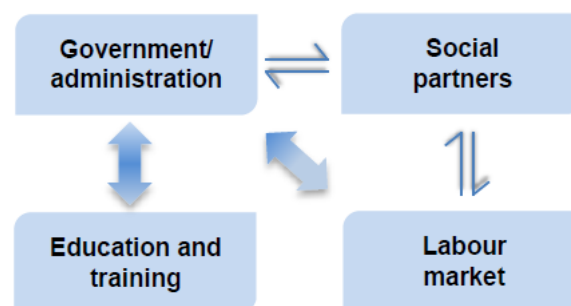 Government/
administration
Social
partners
Education and
training
Labour
market